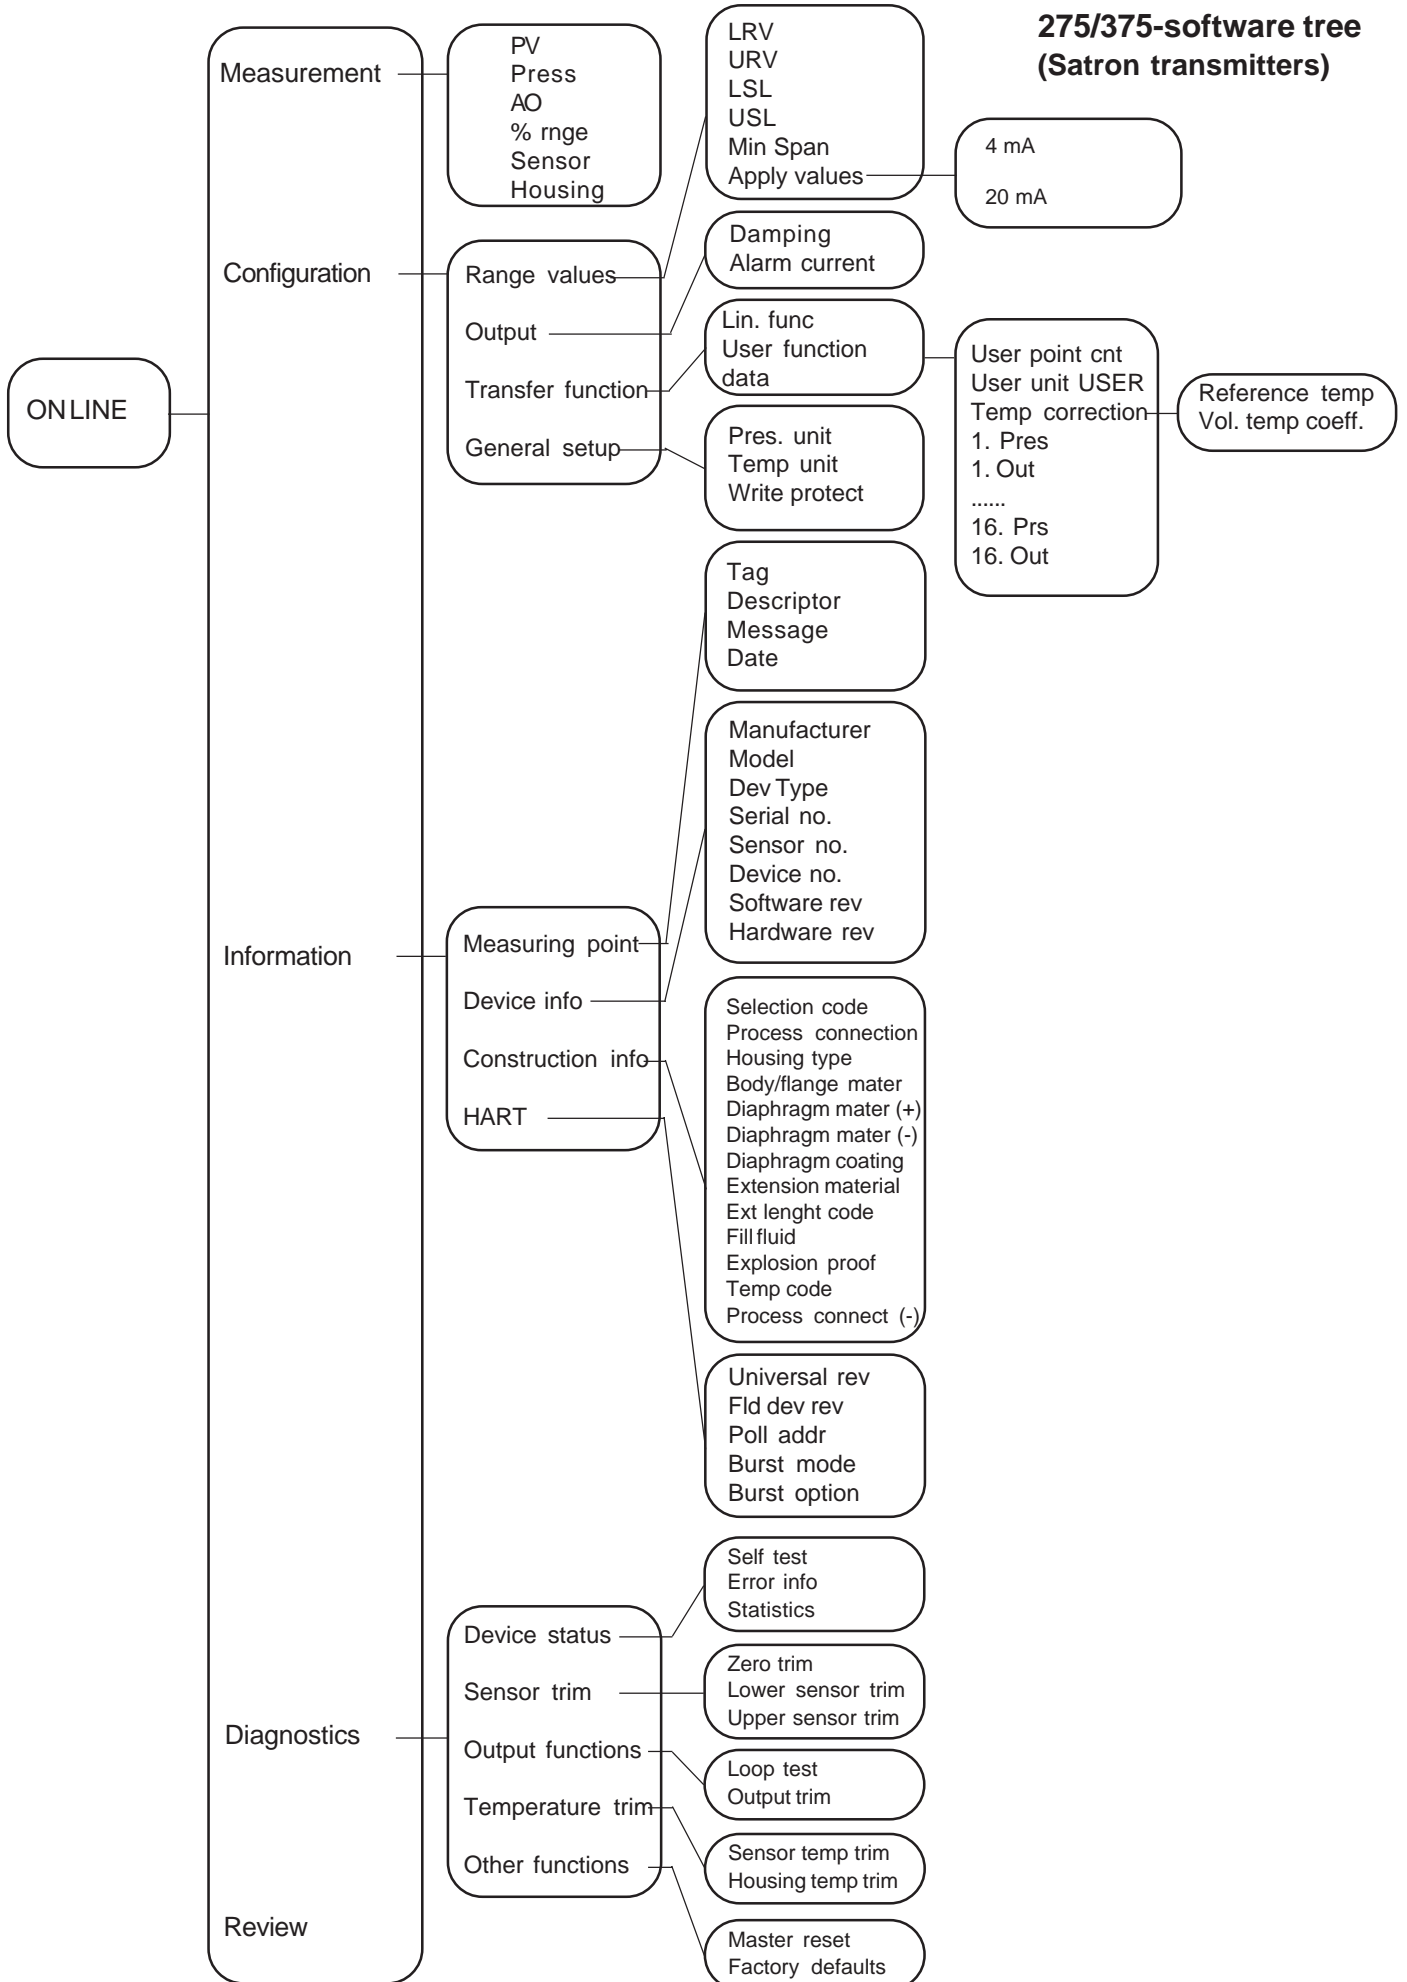 275/375-software tree
(Satron transmitters)
ONLINE
Measurement
Configuration
Information
Diagnostics
Review
PV
Press
AO
% rnge
Sensor
Housing
Range values
Output
Transfer function
General setup
LRV
URV
LSL
USL
Min Span
Apply values
4 mA
20 mA
Damping
Alarm current
Lin. func
User function
data
User point cnt
User unit USER
Temp correction
1. Pres
1. Out
......
16. Prs
16. Out
Reference temp
Vol. temp coeff.
Pres. unit
Temp unit
Write protect
Measuring point
Device info
Construction info
HART
Tag
Descriptor
Message
Date
Manufacturer
Model
Dev Type
Serial no.
Sensor no.
Device no.
Software rev
Hardware rev
Selection code
Process connection
Housing type
Body/flange mater
Diaphragm mater (+)
Diaphragm mater (-)
Diaphragm coating
Extension material
Ext lenght code
Fill fluid
Explosion proof
Temp code
Process connect (-)
Universal rev
Fld dev rev
Poll addr
Burst mode
Burst option
Device status
Sensor trim
Output functions
Temperature trim
Other functions
Self test
Error info
Statistics
Zero trim
Lower sensor trim
Upper sensor trim
Loop test
Output trim
Sensor temp trim
Housing temp trim
Master reset
Factory defaults